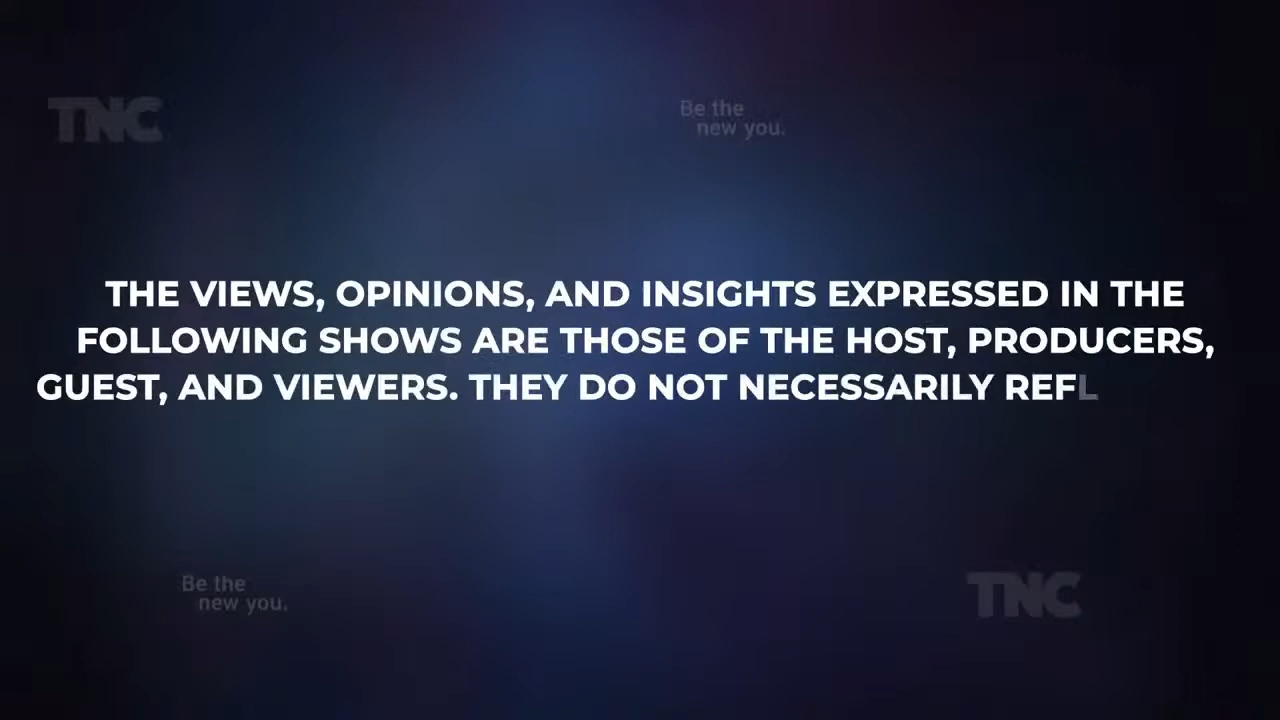 TNC
Be the
new you.
THE VIEWS, OPINIONS, AND INSIGHTS EXPRESSED IN THE
FOLLOWING SHOWS ARE THOSE OF THE HOST, PRODUCERS,
GUEST, AND VIEWERS. THEY DO NOT NECESSARILY REFL
Be the
new you.
TNC